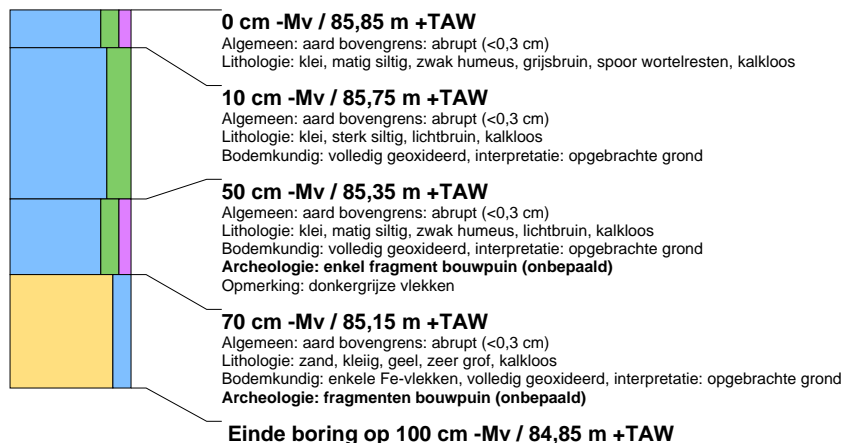 0 cm -Mv / 85,85 m +TAW
Algemeen: aard bovengrens: abrupt (<0,3 cm)
Lithologie: klei, matig siltig, zwak humeus, grijsbruin, spoor wortelresten, kalkloos
10 cm -Mv / 85,75 m +TAW
Algemeen: aard bovengrens: abrupt (<0,3 cm)
Lithologie: klei, sterk siltig, lichtbruin, kalkloos
Bodemkundig: volledig geoxideerd, interpretatie: opgebrachte grond
50 cm -Mv / 85,35 m +TAW
Algemeen: aard bovengrens: abrupt (<0,3 cm)
Lithologie: klei, matig siltig, zwak humeus, lichtbruin, kalkloos
Bodemkundig: volledig geoxideerd, interpretatie: opgebrachte grond
Archeologie: enkel fragment bouwpuin (onbepaald)
Opmerking: donkergrijze vlekken
70 cm -Mv / 85,15 m +TAW
Algemeen: aard bovengrens: abrupt (<0,3 cm)
Lithologie: zand, kleiig, geel, zeer grof, kalkloos
Bodemkundig: enkele Fe-vlekken, volledig geoxideerd, interpretatie: opgebrachte grond
Archeologie: fragmenten bouwpuin (onbepaald)
Einde boring op 100 cm -Mv / 84,85 m +TAW